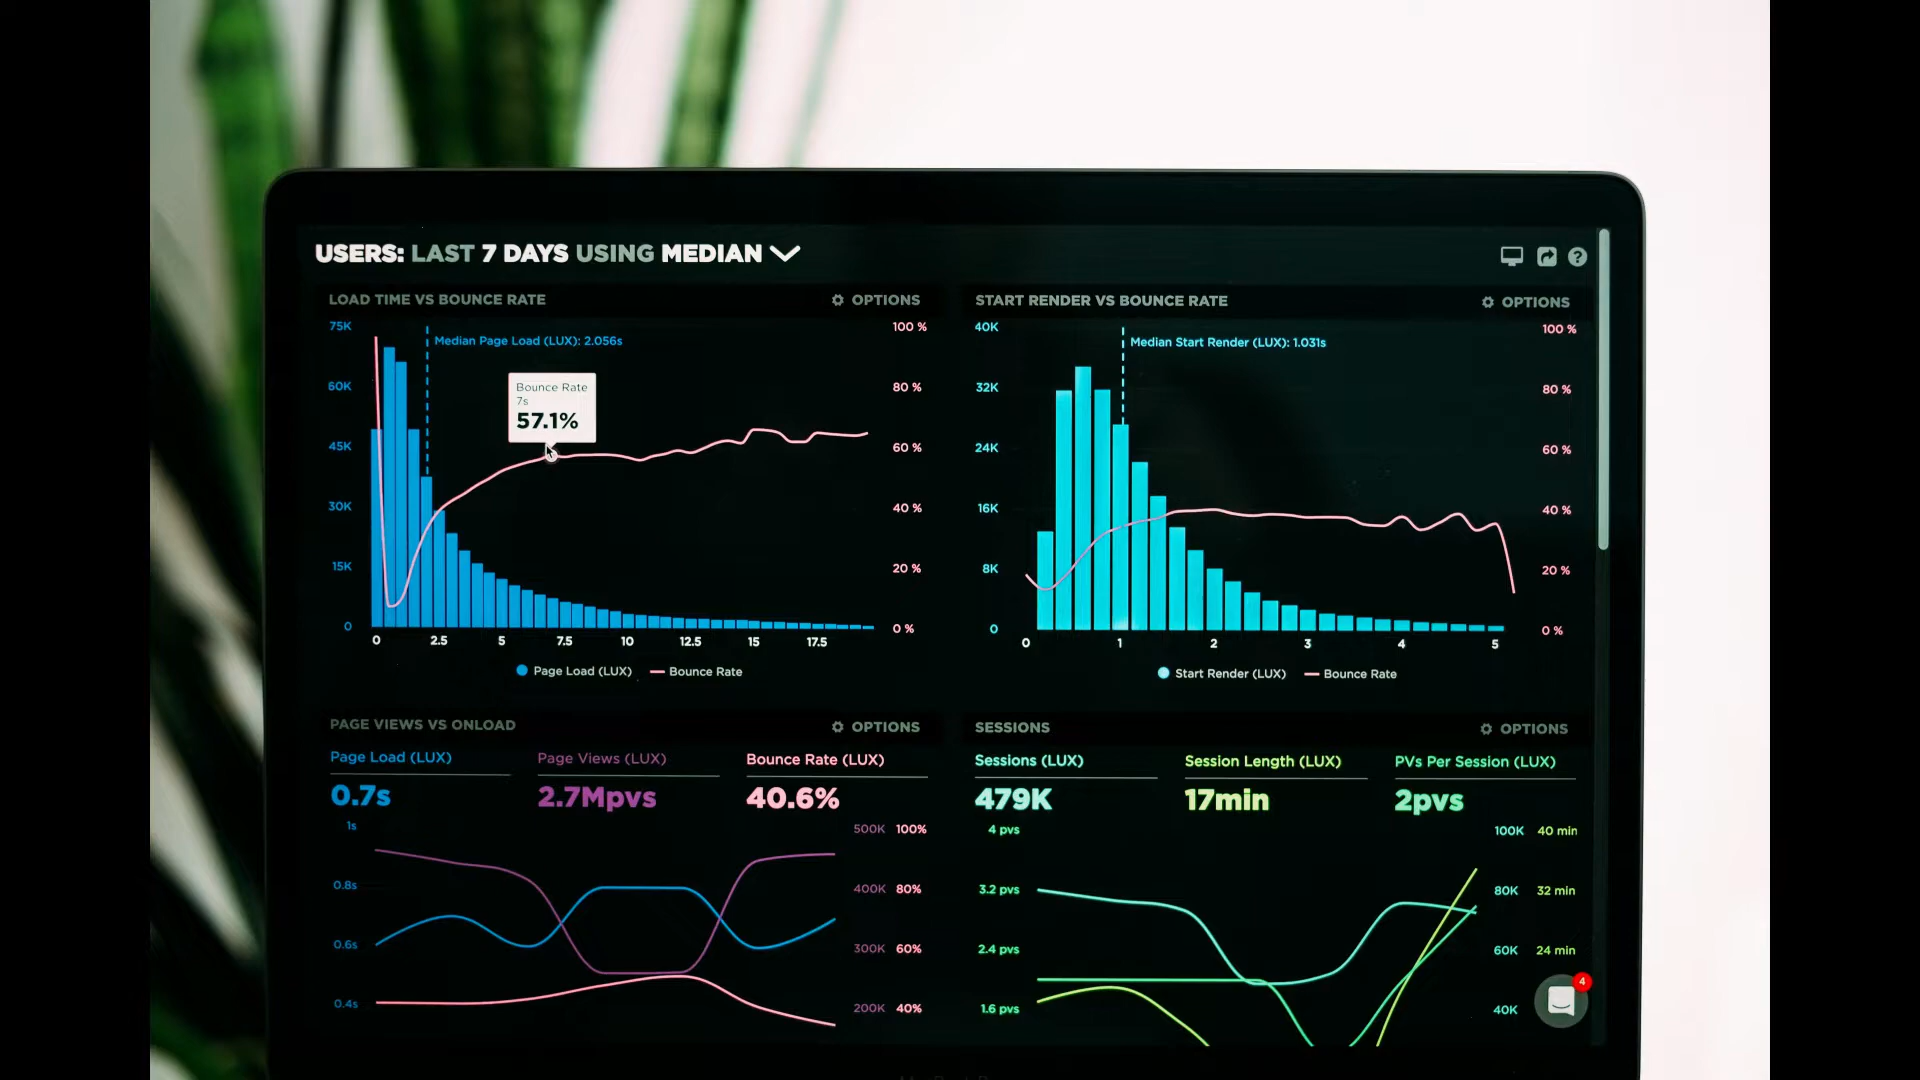 USERS: LAST 7 DAYS USING MEDIAN
LOAD TIME VS BOUNCE RATE
OPTIONS
75K
60K
45K
30K
15K
0
100 %
80 %
60 %
40 %
20 %
0 %
Median Page Load (LUX): 2.056s
Bounce Rate
7s
57.1%
0 2.5 5 7.5 10 12.5 15 17.5
Page Load (LUX) Bounce Rate
START RENDER VS BOUNCE RATE
OPTIONS
40K
32K
24K
16K
8K
0
100 %
80 %
60 %
40 %
20 %
0 %
Median Start Render (LUX): 1.031s
0 1 2 3 4 5
Start Render (LUX) Bounce Rate
PAGE VIEWS VS ONLOAD
OPTIONS
Page Load (LUX) Page Views (LUX) Bounce Rate (LUX)
0.7s 2.7Mpvs 40.6%
1s 500K 100%
0.8s 400K 80%
0.6s 300K 60%
0.4s 200K 40%
SESSIONS
OPTIONS
Sessions (LUX) Session Length (LUX) PVs Per Session (LUX)
479K 17min 2pvs
4 pvs 100K 40 min
3.2 pvs 80K 32 min
2.4 pvs 60K 24 min
1.6 pvs 40K
4